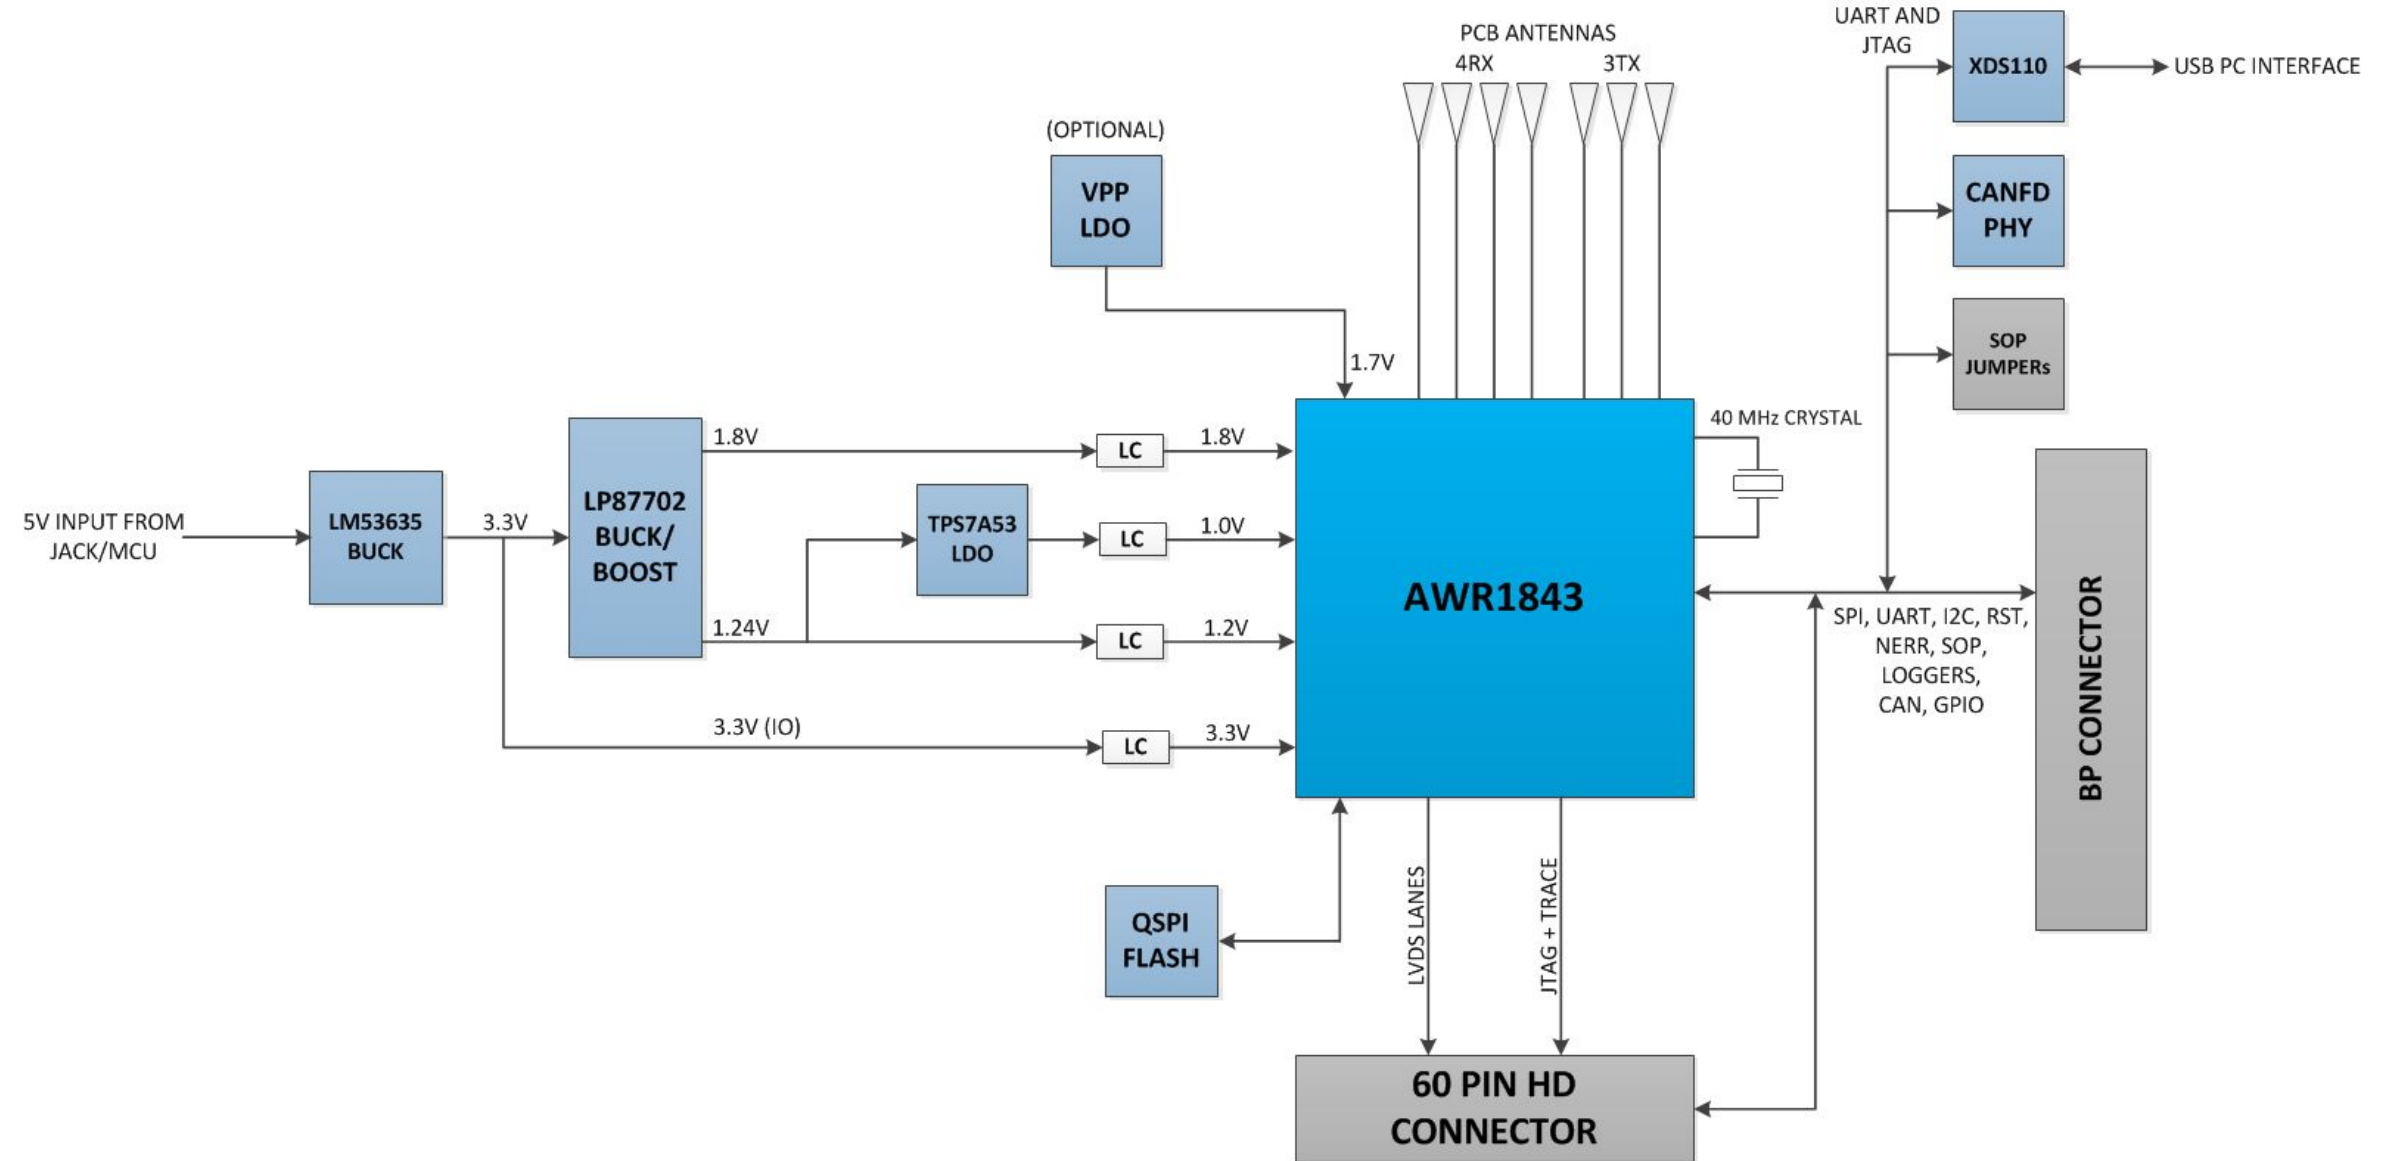 UART AND
JTAG
XDS110
USB PC INTERFACE
PCB ANTENNAS
4RX
3TX
(OPTIONAL)
VPP
LDO
CANFD
PHY
SOP
JUMPERs
1.7V
40 MHz CRYSTAL
5V INPUT FROM
JACK/MCU
LM53635
BUCK
3.3V
LP87702
BUCK/
BOOST
1.8V
LC
1.8V
TPS7A53
LDO
LC
1.0V
1.24V
LC
1.2V
3.3V (IO)
LC
3.3V
AWR1843
SPI, UART, I2C, RST,
NERR, SOP,
LOGGERS,
CAN, GPIO
BP CONNECTOR
QSPI
FLASH
LVDS LANES
JTAG + TRACE
60 PIN HD
CONNECTOR